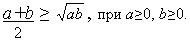 a+b/2 ≥ √ab, при a≥0, b≥0.